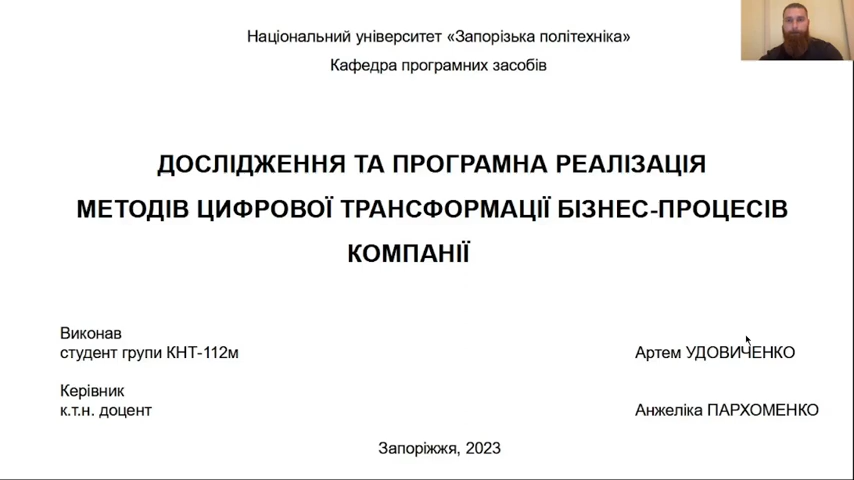 Національний університет «Запорізька політехніка»
Кафедра програмних засобів
ДОСЛІДЖЕННЯ ТА ПРОГРАМНА РЕАЛІЗАЦІЯ
МЕТОДІВ ЦИФРОВОЇ ТРАНСФОРМАЦІЇ БІЗНЕС-ПРОЦЕСІВ
КОМПАНІЇ
Виконав
студент групи КНТ-112м Артем УДОВИЧЕНКО
Керівник
к.т.н. доцент Анжеліка ПАРХОМЕНКО
Запоріжжя, 2023